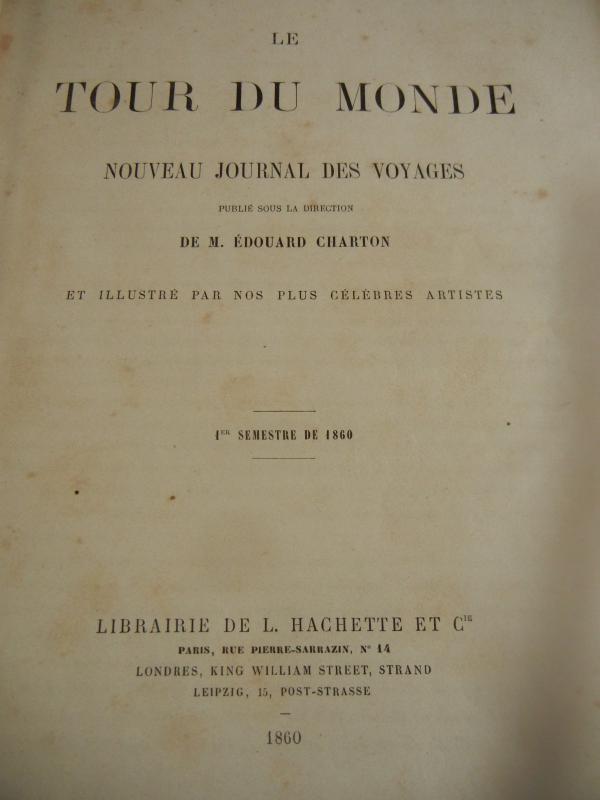 LE
TOUR DU MONDE
NOUVEAU JOURNAL DES VOYAGES
PUBLIÉ SOUS LA DIRECTION
DE M. ÉDOUARD CHARTON
ET ILLUSTRÉ PAR NOS PLUS CÉLÈBRES ARTISTES
1ER SEMESTRE DE 1860
LIBRAIRIE DE L. HACHETTE ET CIE
PARIS, RUE PIERRE-SARRAZIN, N° 14
LONDRES, KING WILLIAM STREET, STRAND
LEIPZIG, 15, POST-STRASSE
1860